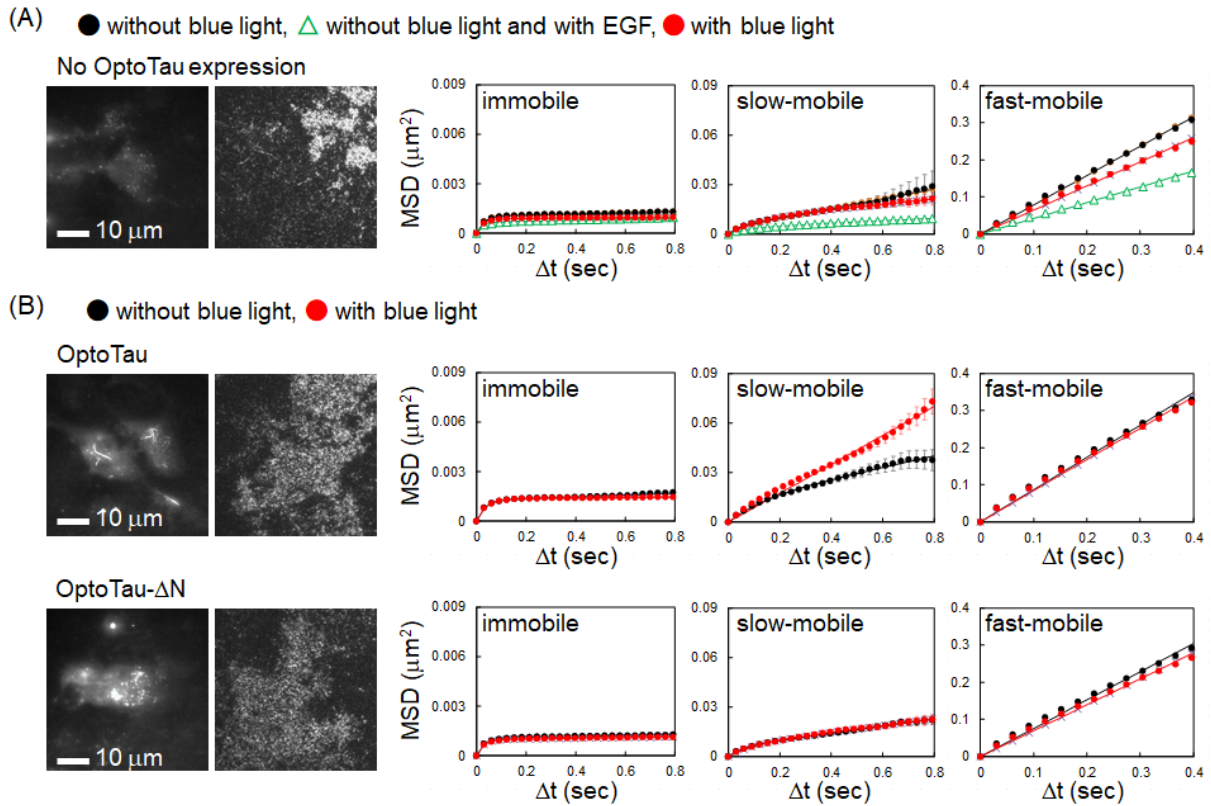 (A)
● without blue light, △ without blue light and with EGF, ● with blue light
No OptoTau expression
10 μm
MSD (μm²)
0.009
0.006
0.003
0
immobile
0 0.2 0.4 0.6 0.8
Δt (sec)
0.09
0.06
0.03
0
slow-mobile
0 0.2 0.4 0.6 0.8
Δt (sec)
0.4
0.3
0.2
0.1
0
fast-mobile
0 0.1 0.2 0.3 0.4
Δt (sec)
(B)
● without blue light, ● with blue light
OptoTau
10 μm
MSD (μm²)
0.009
0.006
0.003
0
immobile
0 0.2 0.4 0.6 0.8
Δt (sec)
0.09
0.06
0.03
0
slow-mobile
0 0.2 0.4 0.6 0.8
Δt (sec)
0.4
0.3
0.2
0.1
0
fast-mobile
0 0.1 0.2 0.3 0.4
Δt (sec)
OptoTau-ΔN
10 μm
MSD (μm²)
0.009
0.006
0.003
0
immobile
0 0.2 0.4 0.6 0.8
Δt (sec)
0.09
0.06
0.03
0
slow-mobile
0 0.2 0.4 0.6 0.8
Δt (sec)
0.4
0.3
0.2
0.1
0
fast-mobile
0 0.1 0.2 0.3 0.4
Δt (sec)